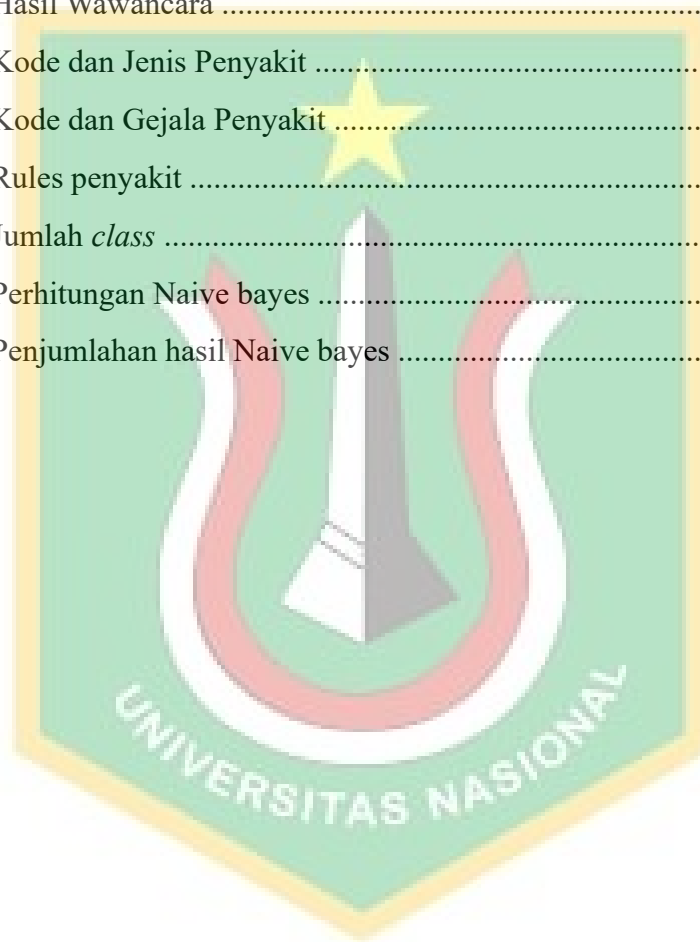 Hasil Wawancara ........................................................
Kode dan Jenis Penyakit ................................................
Kode dan Gejala Penyakit ..............................................
Rules penyakit ................................................................
Jumlah class ...................................................................
Perhitungan Naive bayes ................................................
Penjumlahan hasil Naive bayes ......................................
UNIVERSITAS NASIONAL